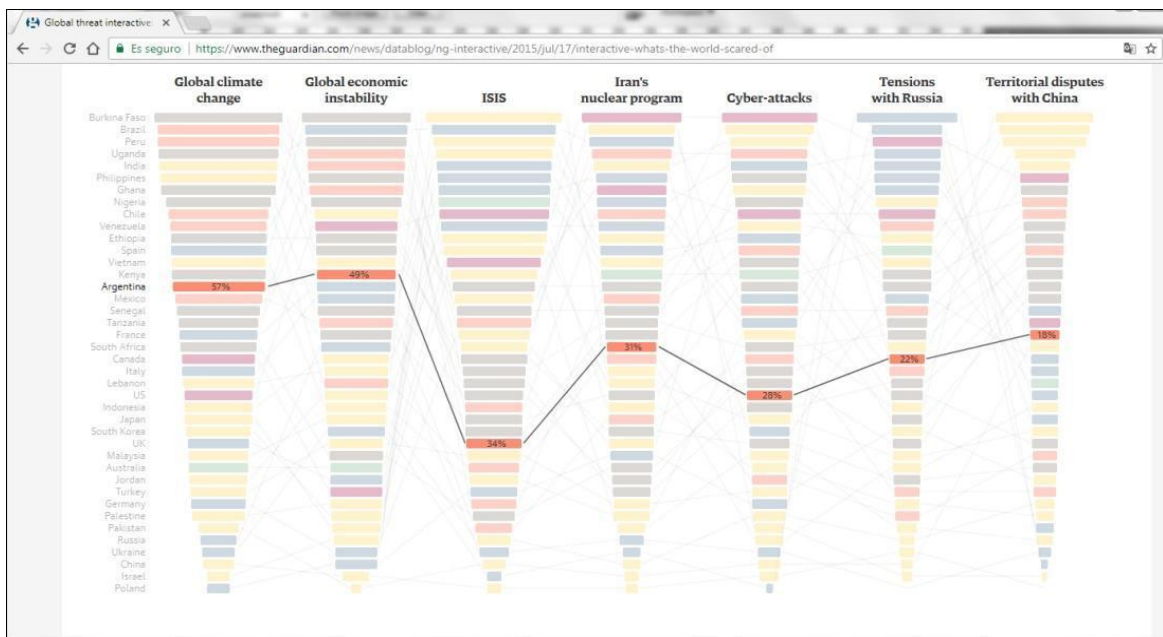 Global threat interactive:
Es seguro | https://www.theguardian.com/news/datablog/ng-interactive/2015/jul/17/interactive-whats-the-world-scared-of
Global climate
change
Global economic
instability
ISIS
Iran's
nuclear program
Cyber-attacks
Tensions
with Russia
Territorial disputes
with China
Burkina Faso
Brazil
Peru
Uganda
India
Philippines
Ghana
Nigeria
Chile
Venezuela
Ethiopia
Spain
Vietnam
Kenya 49%
Argentina 57%
Mexico
Senegal
Tanzania
France 18%
South Africa 31%
Canada 22%
Italy
Lebanon
US 28%
Indonesia
Japan
South Korea
UK 34%
Malaysia
Australia
Jordan
Turkey
Germany
Palestine
Pakistan
Russia
Ukraine
China
Israel
Poland